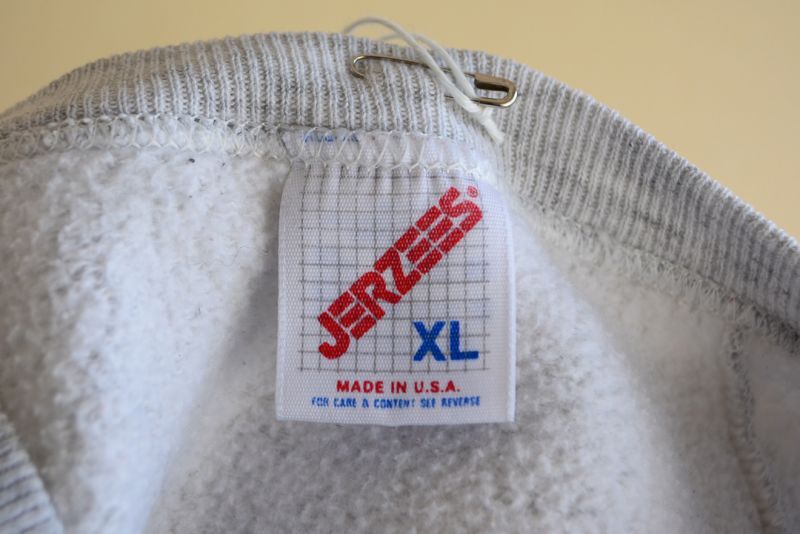 JERZEES®
XL
MADE IN U.S.A.
FOR CARE & CONTENT SEE REVERSE